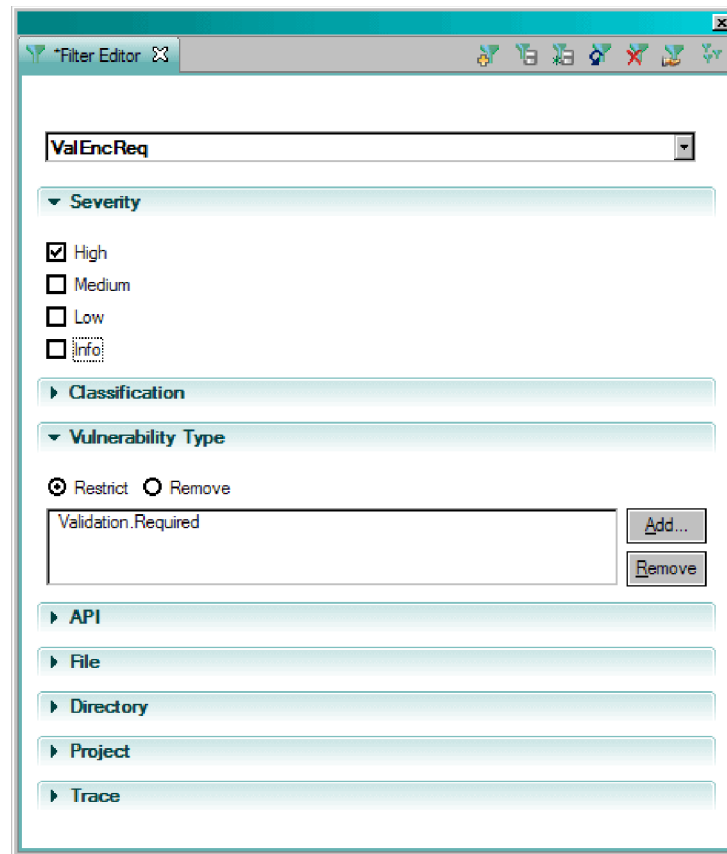 *Filter Editor
ValEncReq
Severity
High
Medium
Low
Info
Classification
Vulnerability Type
Restrict Remove
Validation.Required
Add...
Remove
API
File
Directory
Project
Trace